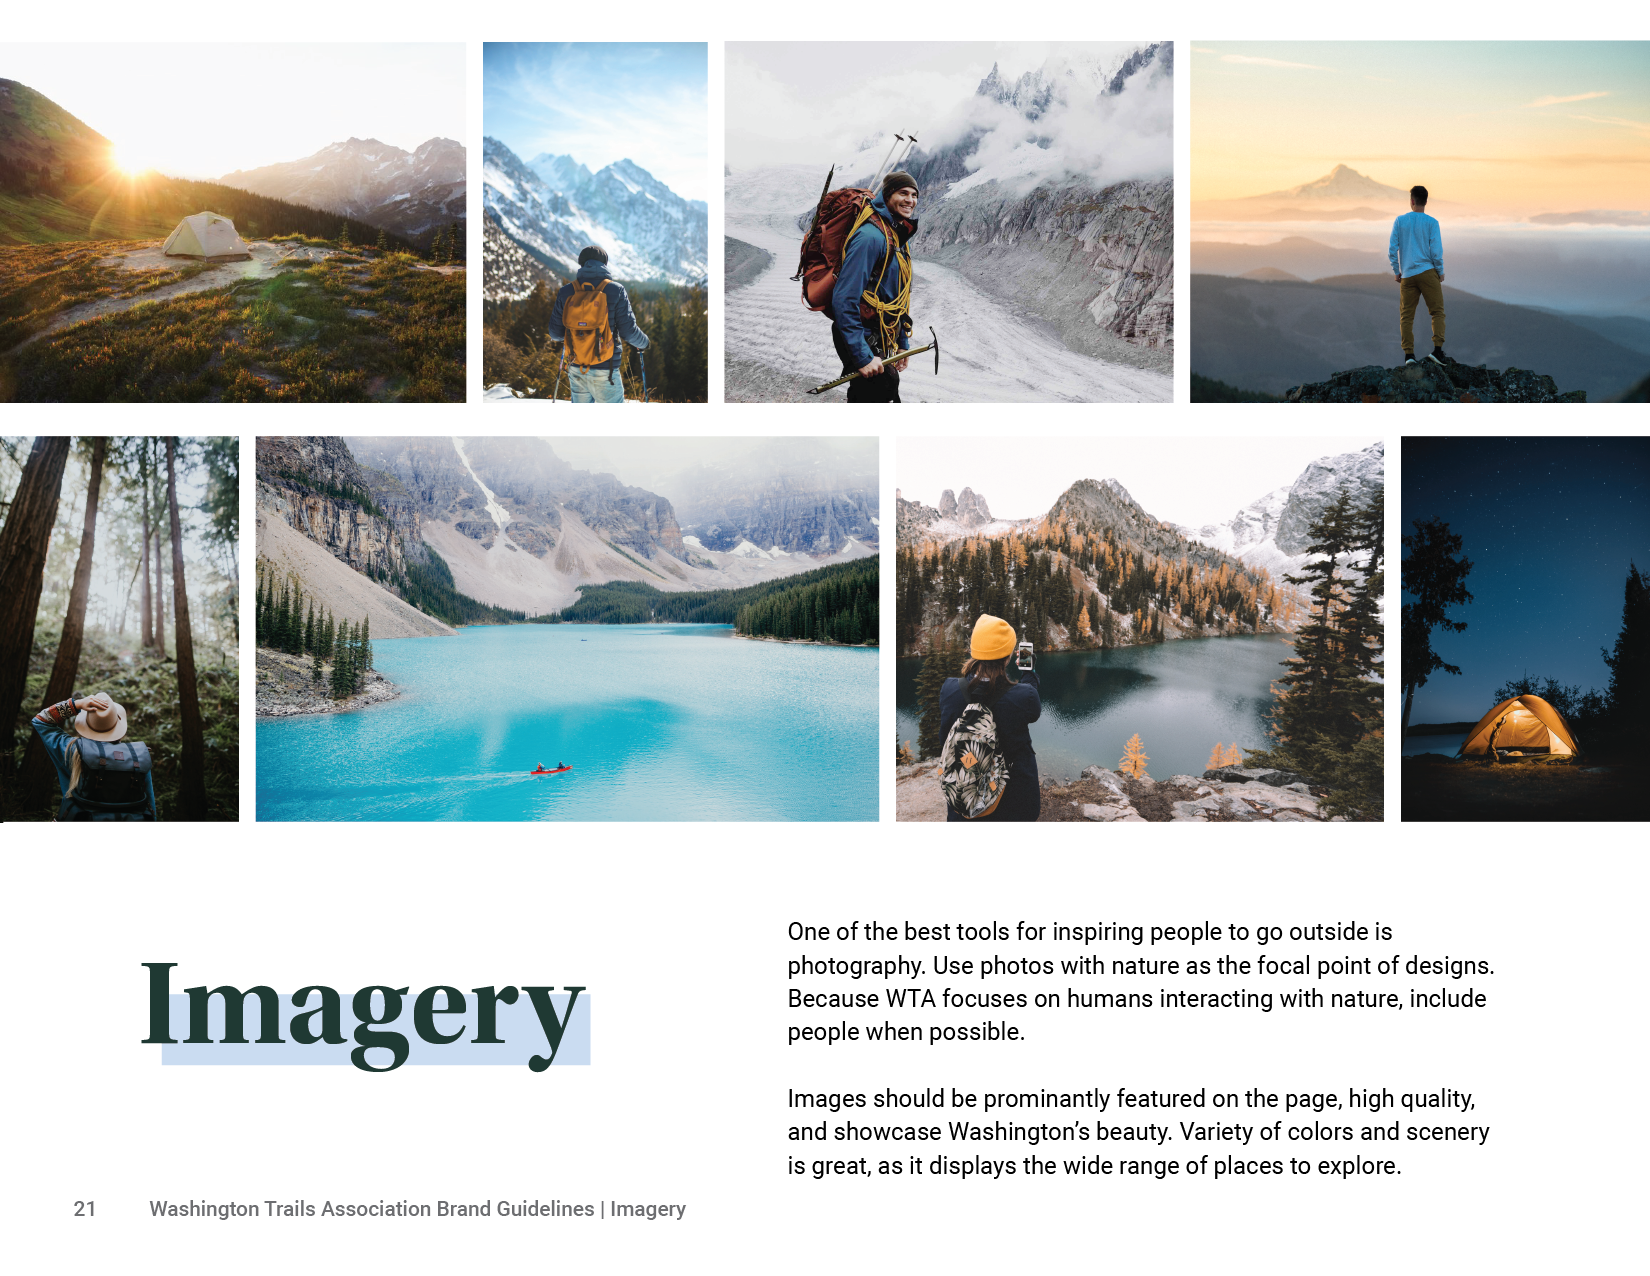 Imagery
One of the best tools for inspiring people to go outside is
photography. Use photos with nature as the focal point of designs.
Because WTA focuses on humans interacting with nature, include
people when possible.
Images should be prominantly featured on the page, high quality,
and showcase Washington’s beauty. Variety of colors and scenery
is great, as it displays the wide range of places to explore.
21 Washington Trails Association Brand Guidelines | Imagery